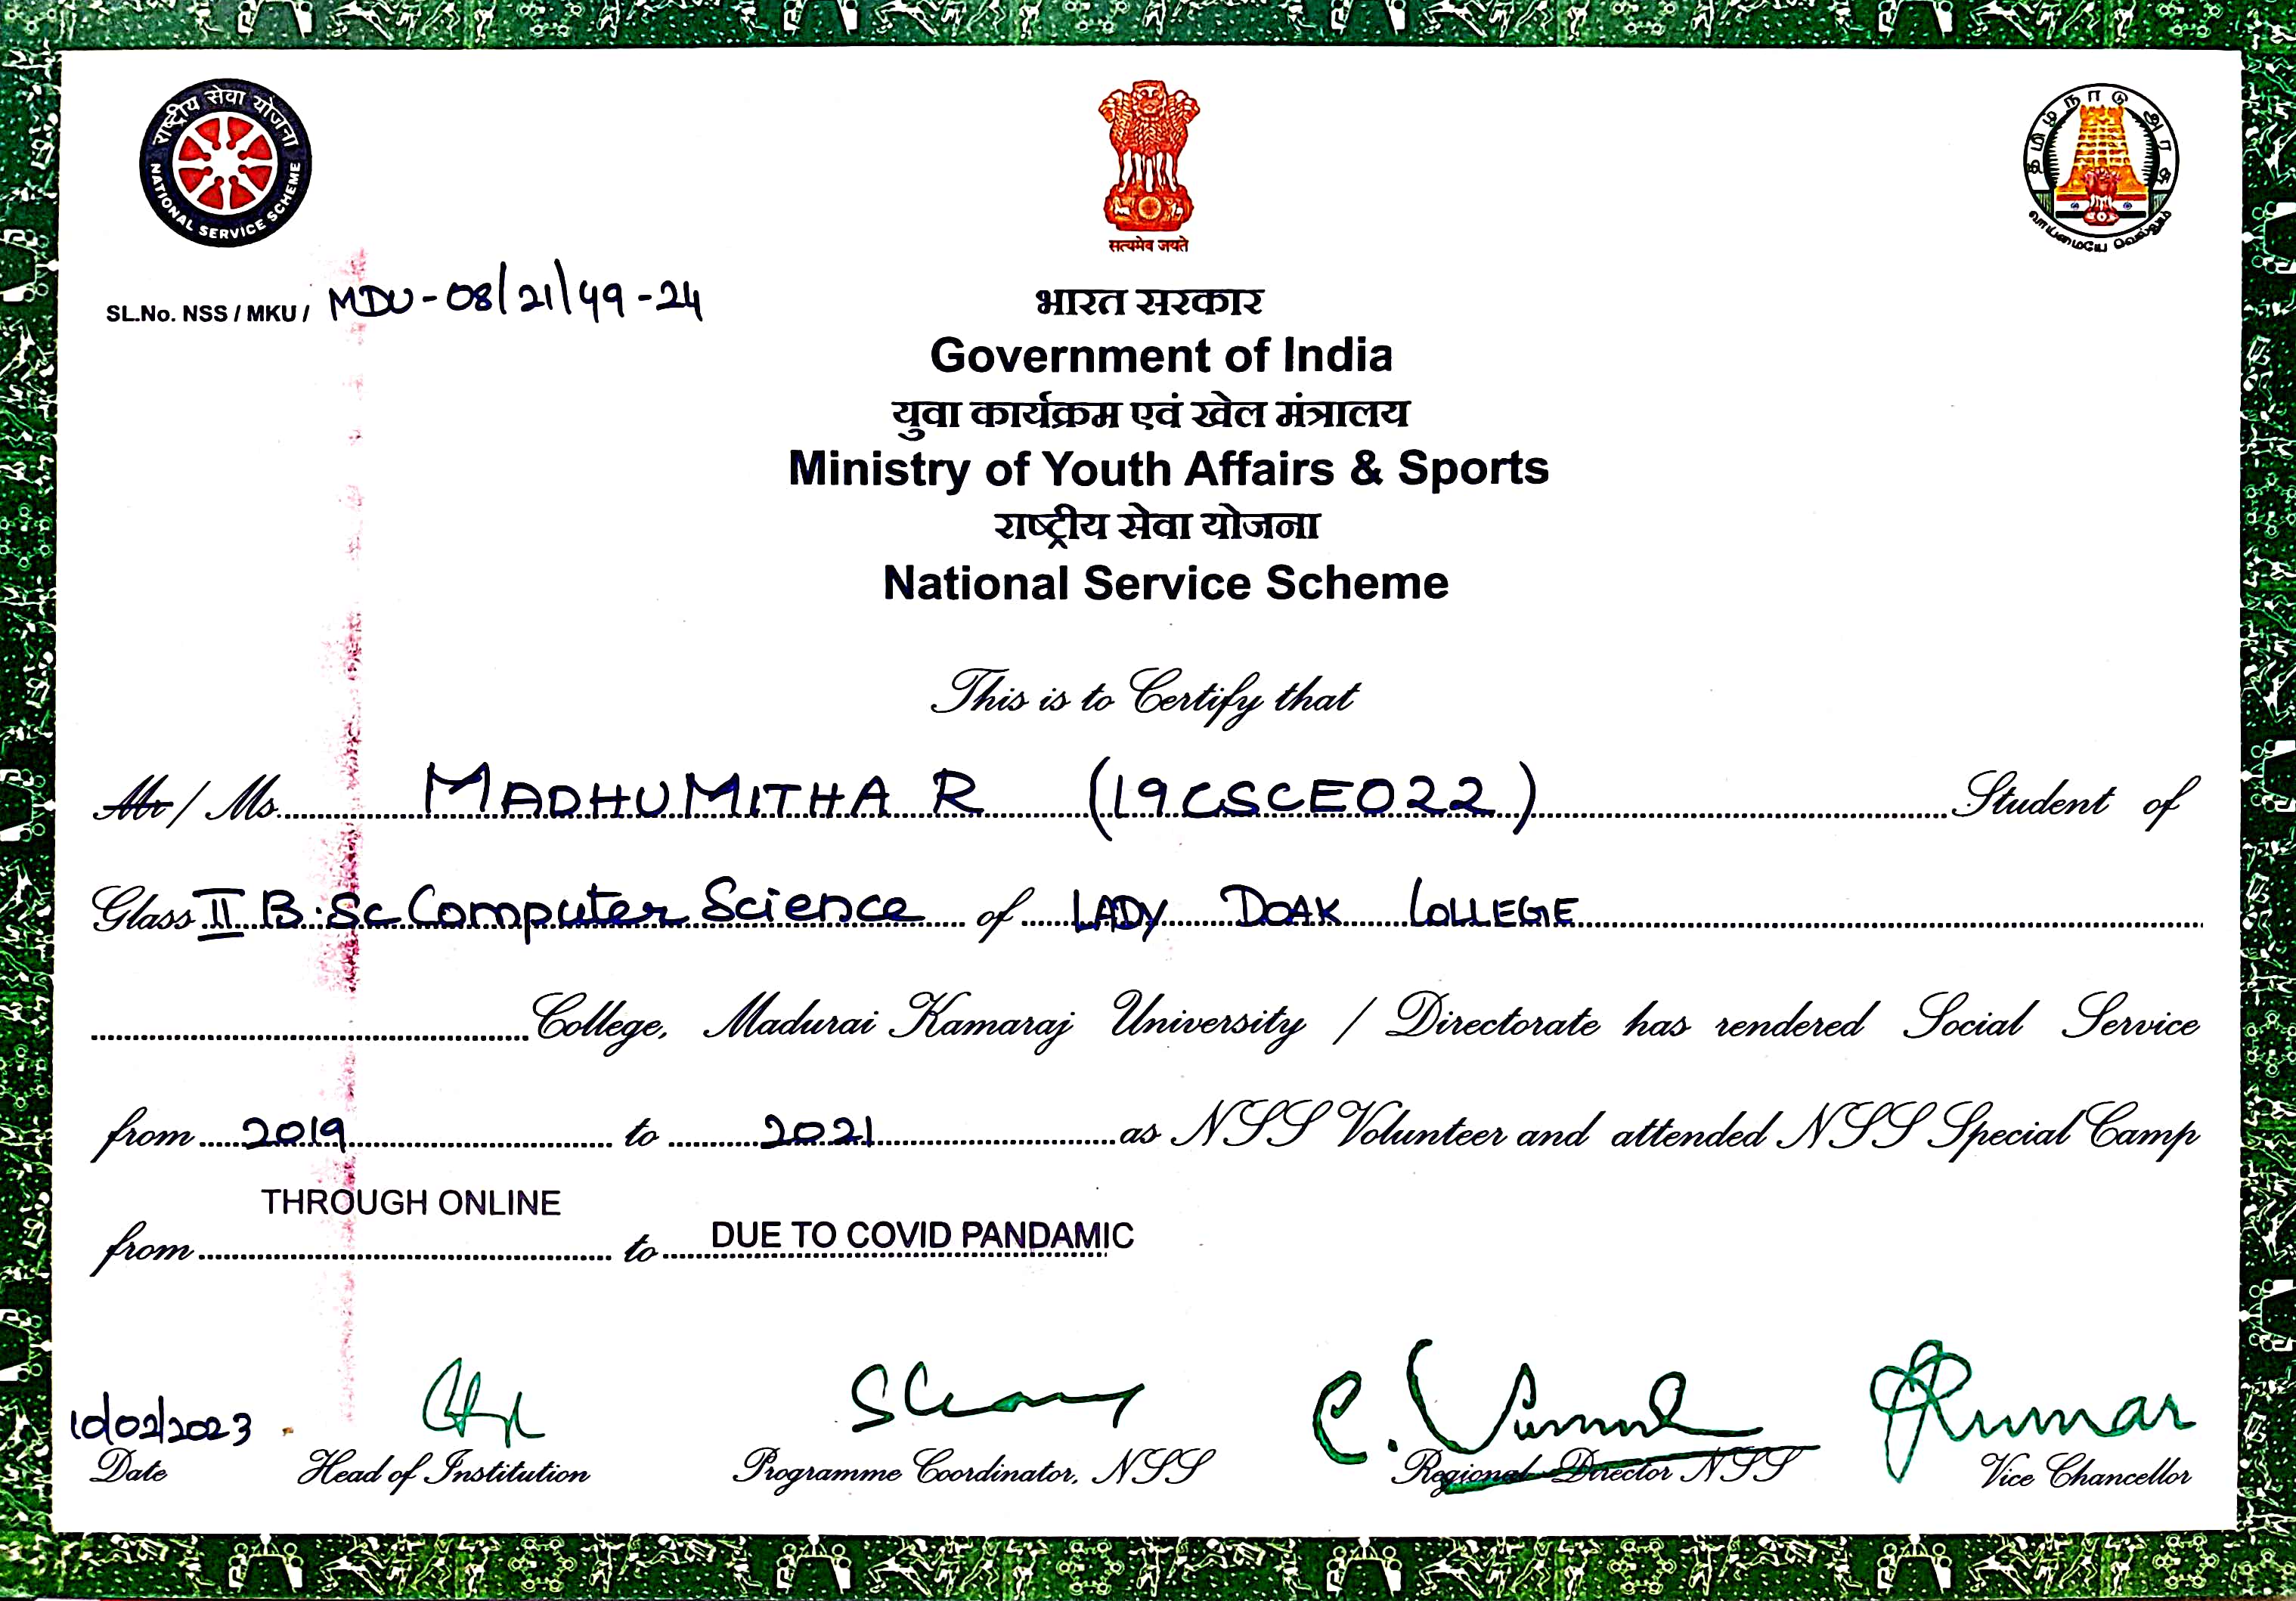 राष्ट्रीय सेवा योजना
NATIONAL SERVICE SCHEME
सत्यमेव जयते
தமிழ்நாடு அரசு
வாய்மையே வெல்லும்
SL.No. NSS / MKU / MDU-08/21/49-24
भारत सरकार
Government of India
युवा कार्यक्रम एवं खेल मंत्रालय
Ministry of Youth Affairs & Sports
राष्ट्रीय सेवा योजना
National Service Scheme
This is to Certify that
Mr / Ms. MADHUMITHA R (19CSCE022) Student of
Class II B.Sc Computer Science of LADY DOAK COLLEGE
College, Madurai Kamaraj University / Directorate has rendered Social Service
from 2019 to 2021 as NSS Volunteer and attended NSS Special Camp
from THROUGH ONLINE to DUE TO COVID PANDAMIC
10/02/2023
Date Head of Institution Programme Coordinator, NSS Regional Director NSS Vice Chancellor